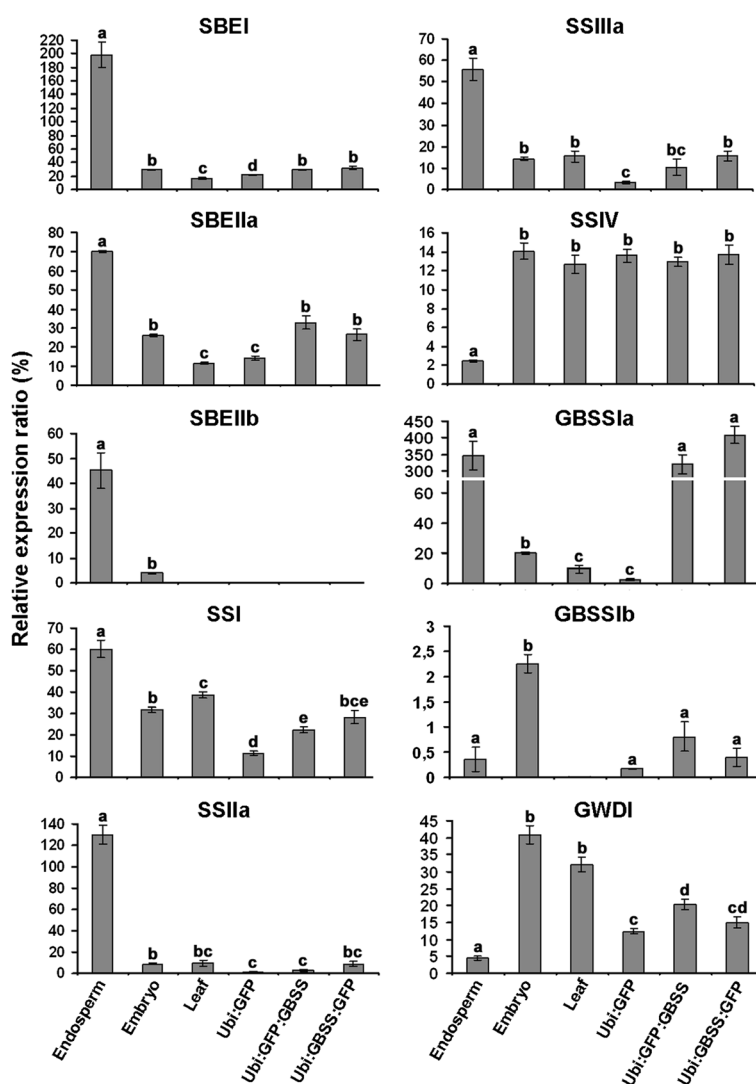 Relative expression ratio (%)
SBEI
220
200
180
160
140
120
100
80
60
40
20
0
a
b
c
d
b
b
SBEIIa
80
70
60
50
40
30
20
10
0
a
b
c
c
b
b
SBEIIb
60
50
40
30
20
10
0
a
b
SSI
70
60
50
40
30
20
10
0
a
b
c
d
e
bce
SSIIa
140
120
100
80
60
40
20
0
a
b
bc
c
c
bc
Endosperm
Embryo
Leaf
Ubi:GFP
Ubi:GFP:GBSS
Ubi:GBSS:GFP
SSIIIa
70
60
50
40
30
20
10
0
a
b
b
c
bc
b
SSIV
16
14
12
10
8
6
4
2
0
a
b
b
b
b
b
GBSSIa
450
400
350
300
60
40
20
0
a
b
c
c
a
a
GBSSIb
3
2,5
2
1,5
1
0,5
0
a
b
a
a
a
GWDI
45
40
35
30
25
20
15
10
5
0
a
b
b
c
d
cd
Endosperm
Embryo
Leaf
Ubi:GFP
Ubi:GFP:GBSS
Ubi:GBSS:GFP